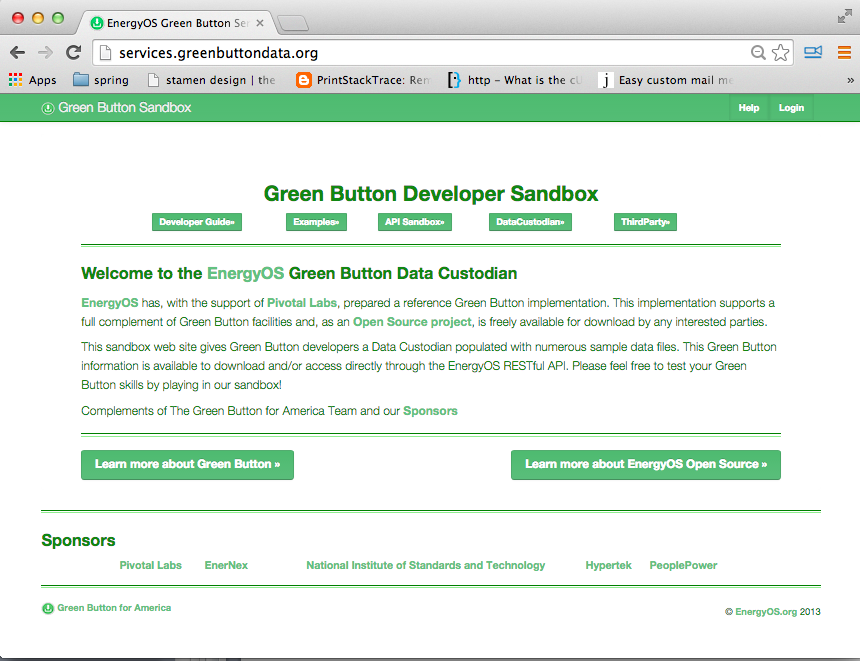 EnergyOS Green Button Ser
services.greenbuttondata.org
Apps spring stamen design | the PrintStackTrace: Rem http – What is the cU Easy custom mail me »
Green Button Sandbox Help Login
Green Button Developer Sandbox
Developer Guide» Examples» API Sandbox» DataCustodian» ThirdParty»
Welcome to the EnergyOS Green Button Data Custodian
EnergyOS has, with the support of Pivotal Labs, prepared a reference Green Button implementation. This implementation supports a
full complement of Green Button facilities and, as an Open Source project, is freely available for download by any interested parties.
This sandbox web site gives Green Button developers a Data Custodian populated with numerous sample data files. This Green Button
information is available to download and/or access directly through the EnergyOS RESTful API. Please feel free to test your Green
Button skills by playing in our sandbox!
Complements of The Green Button for America Team and our Sponsors
Learn more about Green Button » Learn more about EnergyOS Open Source »
Sponsors
Pivotal Labs EnerNex National Institute of Standards and Technology Hypertek PeoplePower
Green Button for America © EnergyOS.org 2013